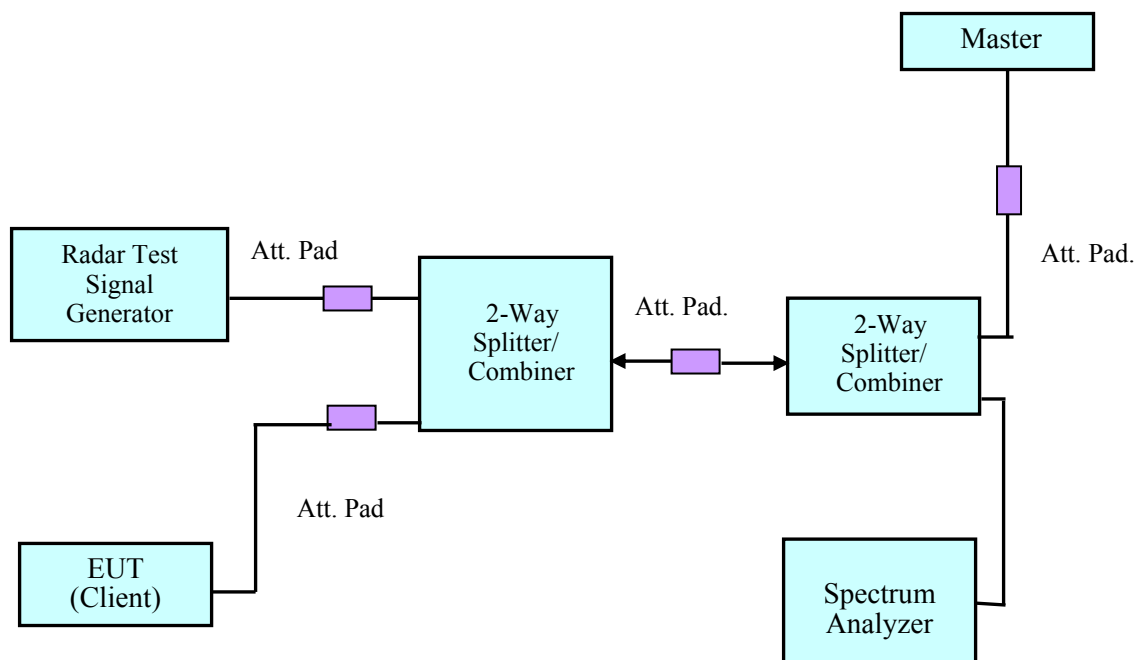 Master
Radar Test
Signal
Generator
Att. Pad
2-Way
Splitter/
Combiner
Att. Pad.
2-Way
Splitter/
Combiner
Att. Pad.
Att. Pad
EUT
(Client)
Spectrum
Analyzer